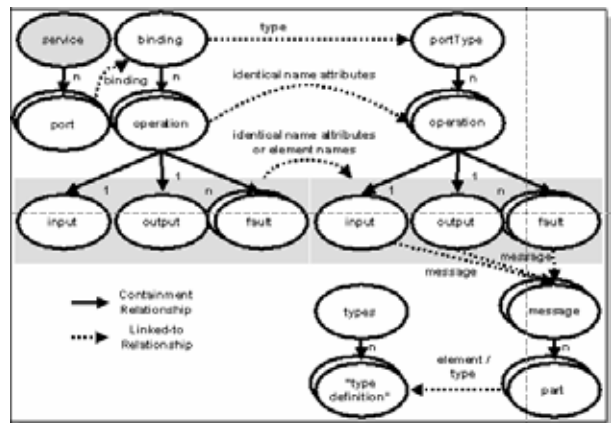 type
service
binding
portType
n
binding
n
identical name attributes
n
port
operation
operation
identical name attributes
or element names
1
1
n
1
1
n
input
output
fault
input
output
fault
message
message
Containment
Relationship
types
message
Linked-to
Relationship
n
element /
type
n
"type
definition"
part